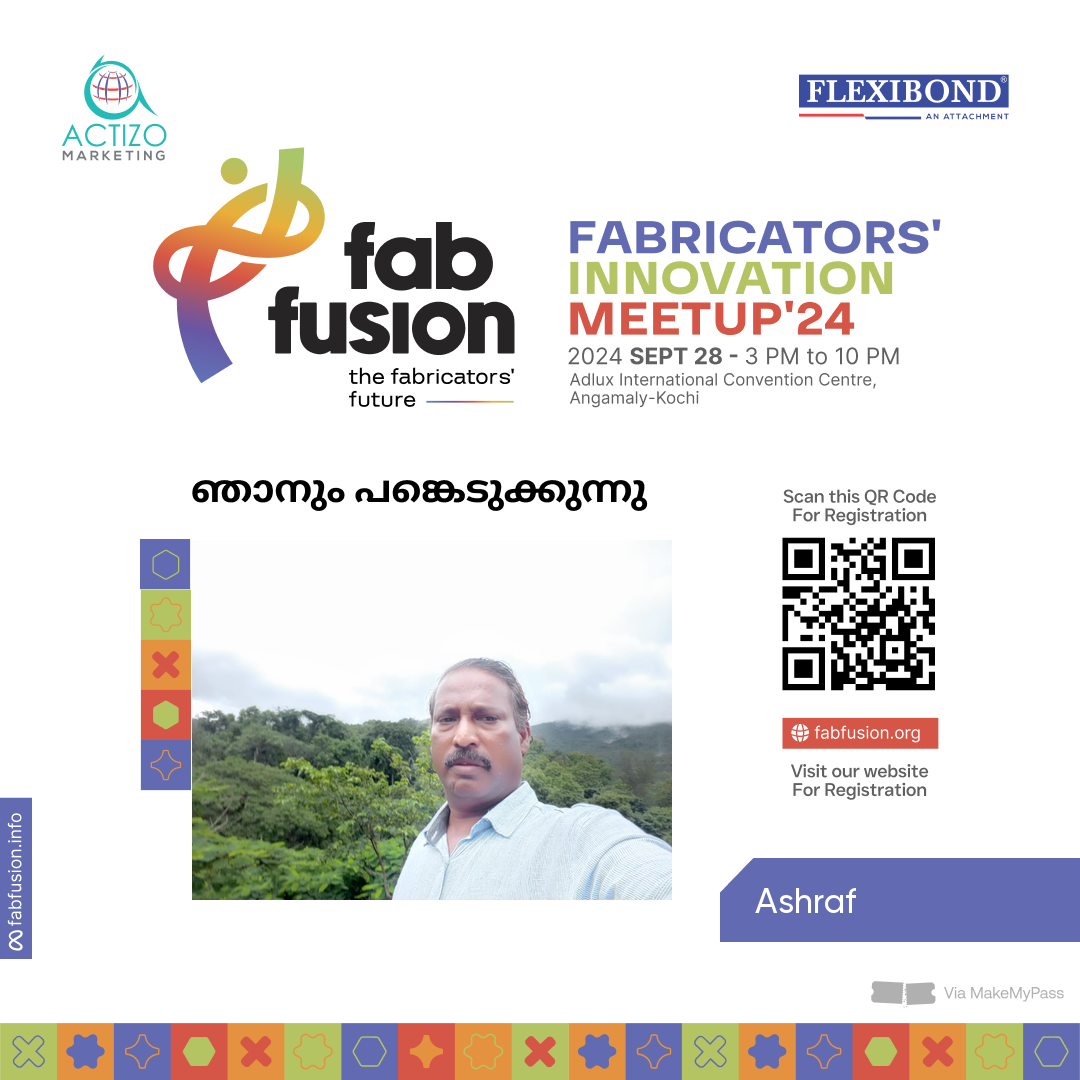 ACTIZO
MARKETING
FLEXIBOND®
AN ATTACHMENT
fab
fusion
the fabricators'
future
FABRICATORS'
INNOVATION
MEETUP'24
2024 SEPT 28 - 3 PM to 10 PM
Adlux International Convention Centre,
Angamaly-Kochi
ഞാനും പങ്കെടുക്കുന്നു
Scan this QR Code
For Registration
fabfusion.org
Visit our website
For Registration
fabfusion.info
Ashraf
Via MakeMyPass